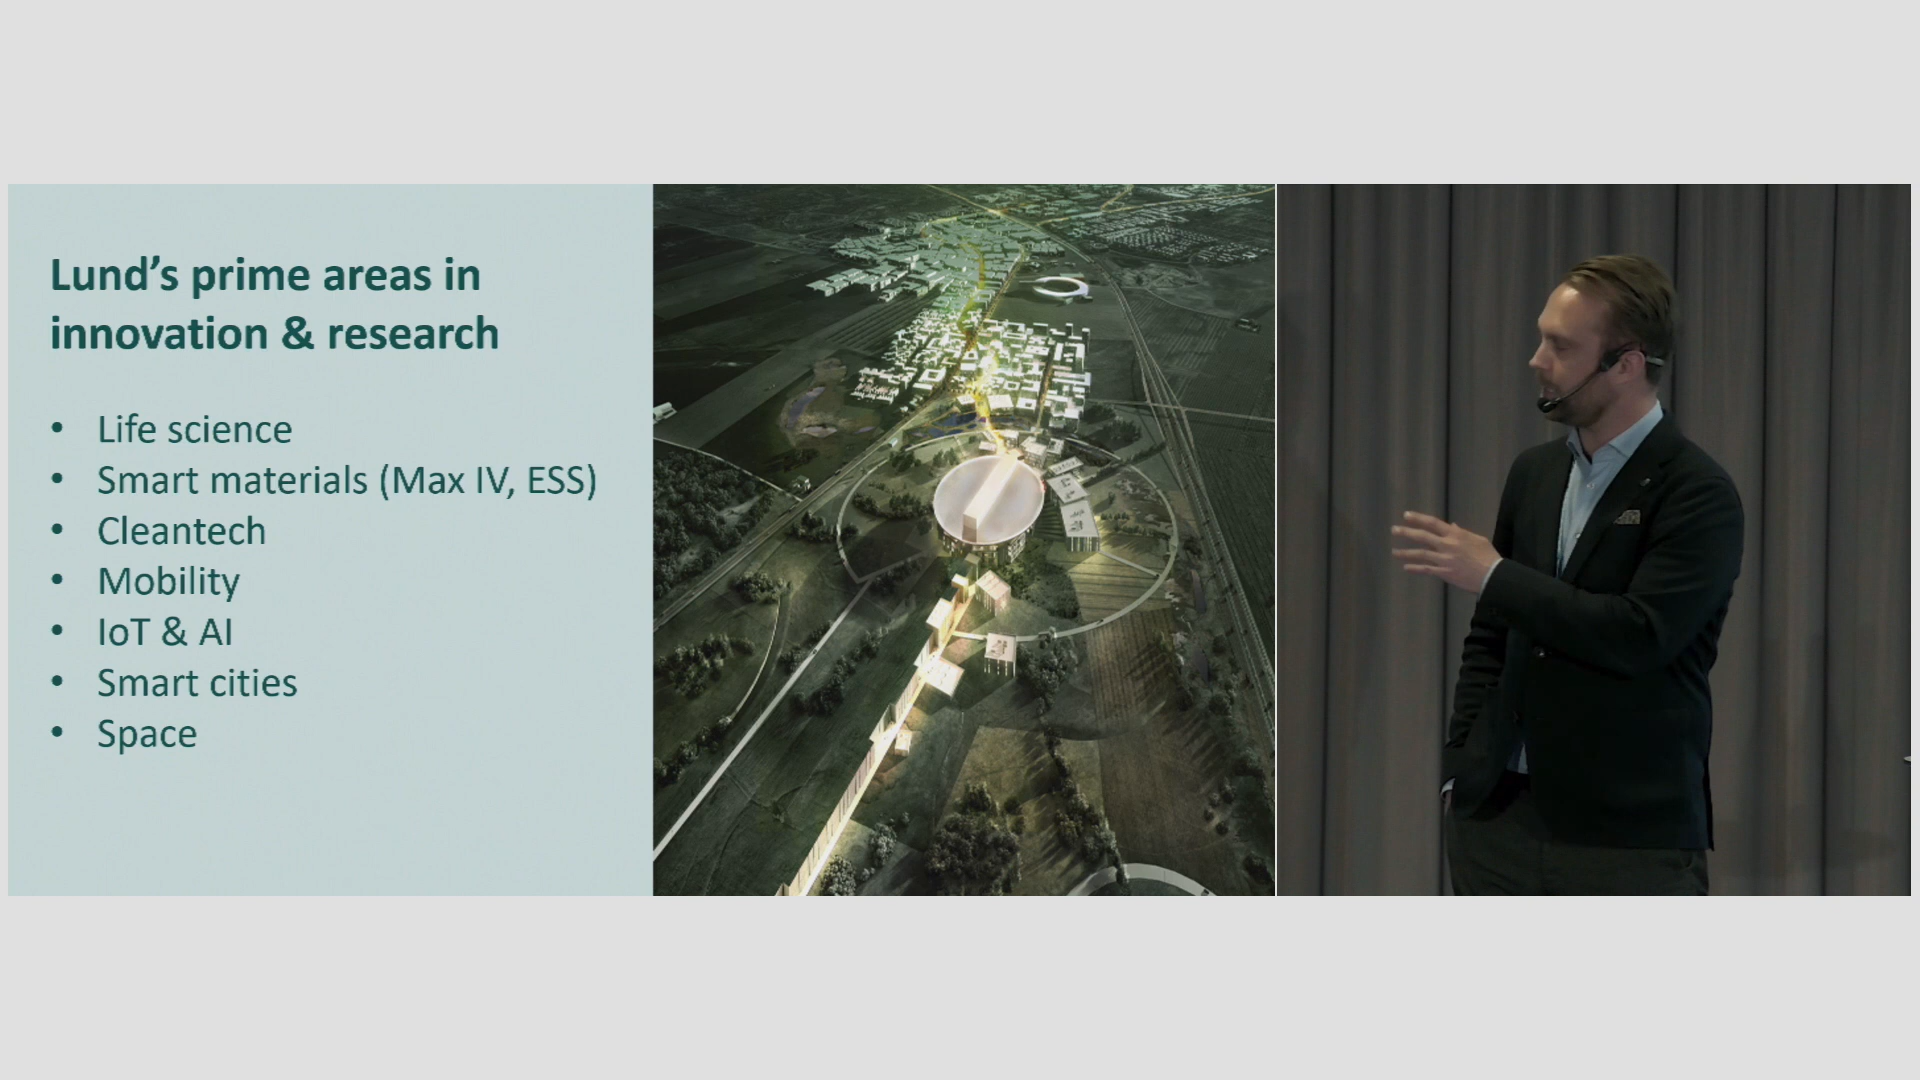 Lund’s prime areas in
innovation & research
• Life science
• Smart materials (Max IV, ESS)
• Cleantech
• Mobility
• IoT & AI
• Smart cities
• Space